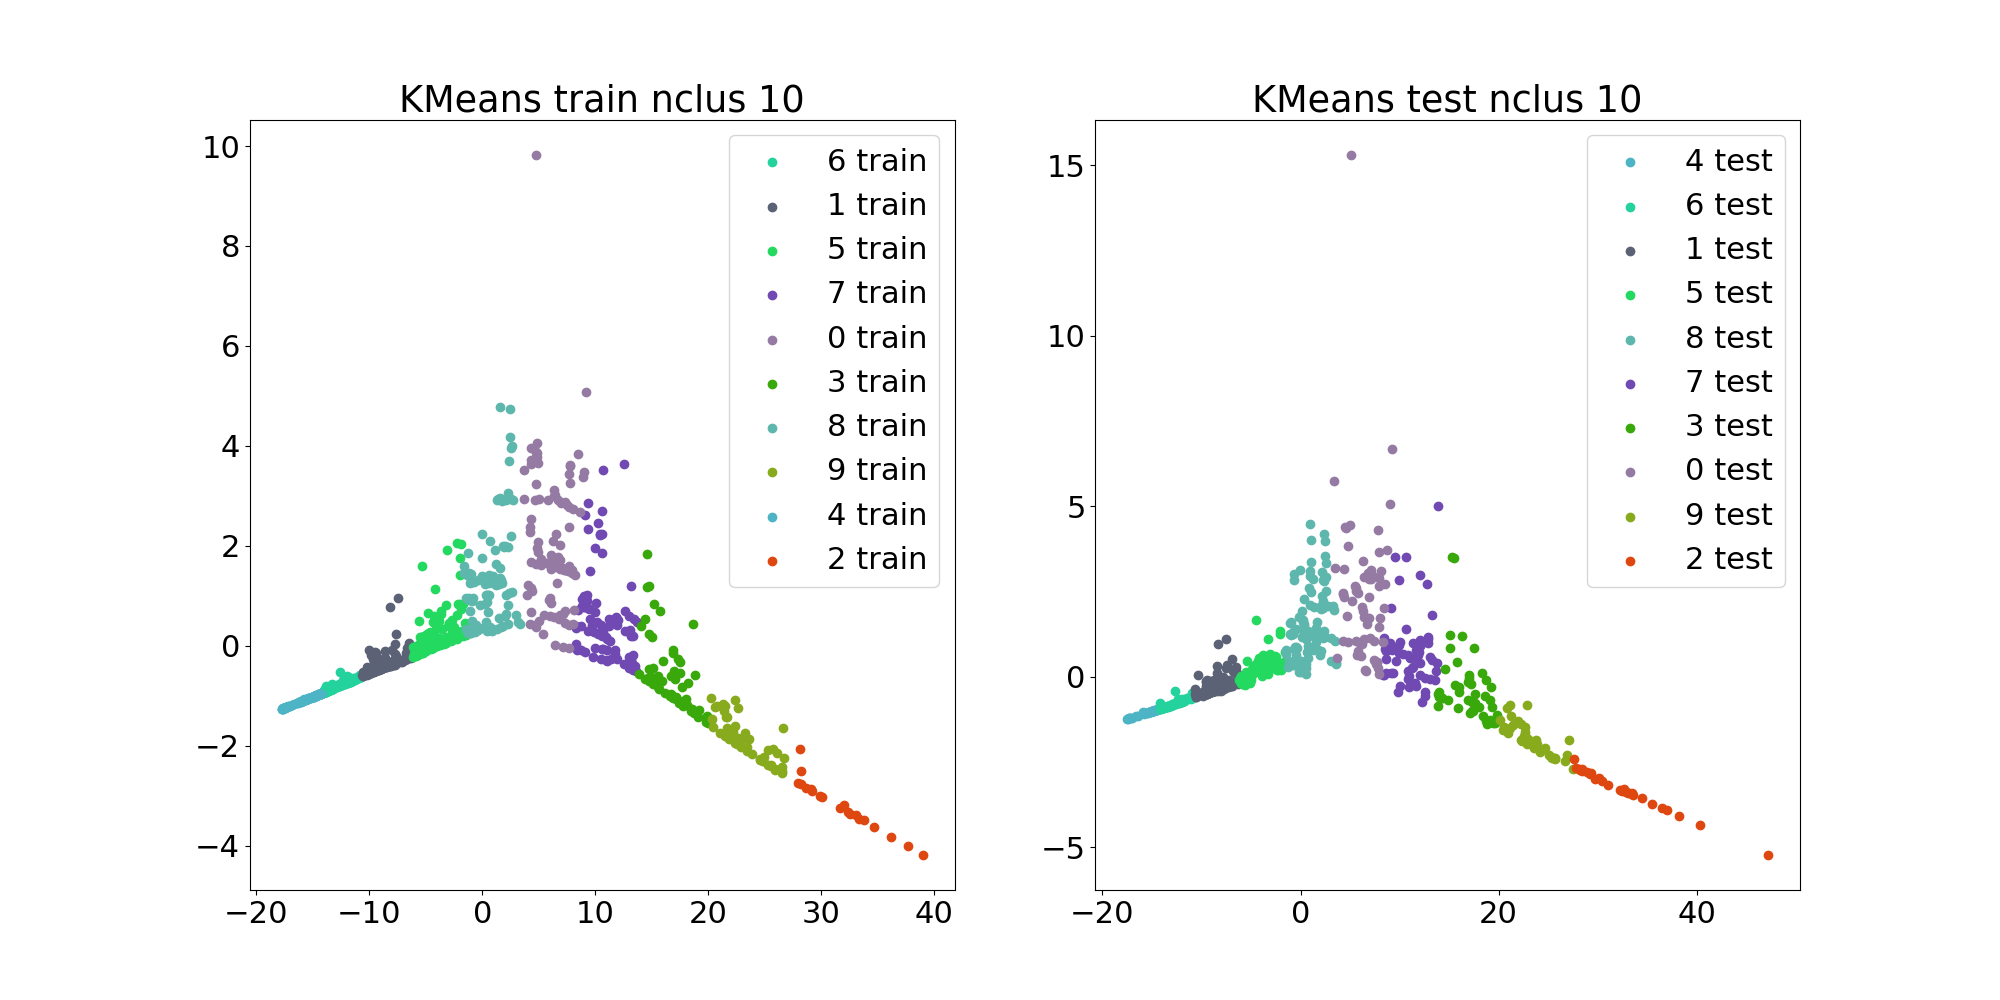 KMeans train nclus 10
10
8
6
4
2
0
−2
−4
−20
−10
0
10
20
30
40
6 train
1 train
5 train
7 train
0 train
3 train
8 train
9 train
4 train
2 train
KMeans test nclus 10
15
10
5
0
−5
−20
0
20
40
4 test
6 test
1 test
5 test
8 test
7 test
3 test
0 test
9 test
2 test